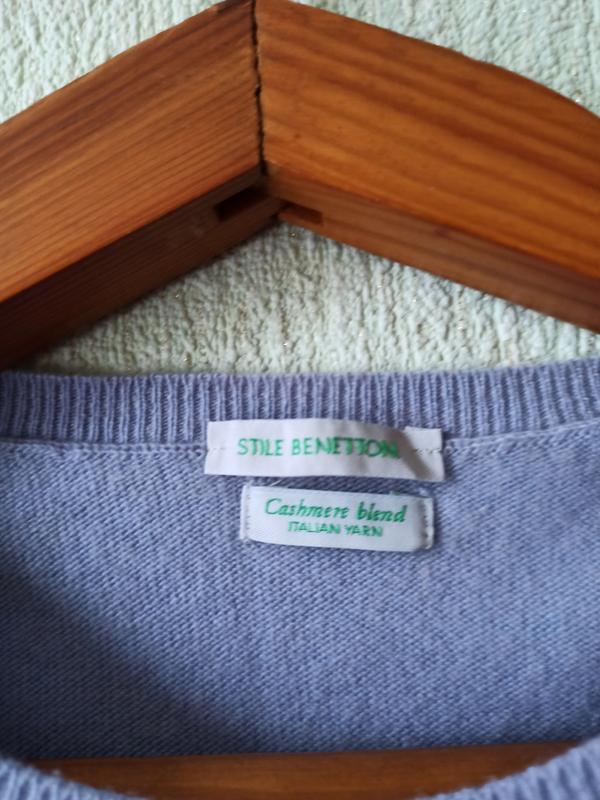 STILE BENETTON
Cashmere blend
ITALIAN YARN